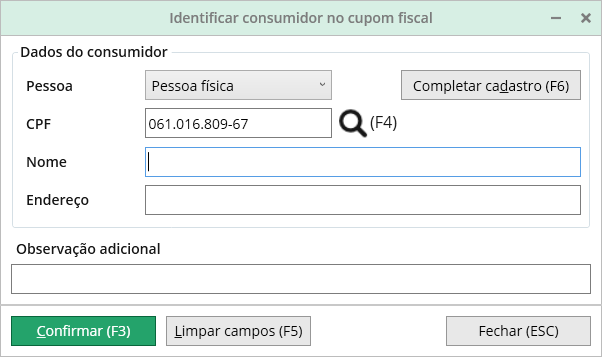 Identificar consumidor no cupom fiscal
Dados do consumidor
Pessoa Pessoa física Completar cadastro (F6)
CPF 061.016.809-67 (F4)
Nome
Endereço
Observação adicional
Confirmar (F3) Limpar campos (F5) Fechar (ESC)